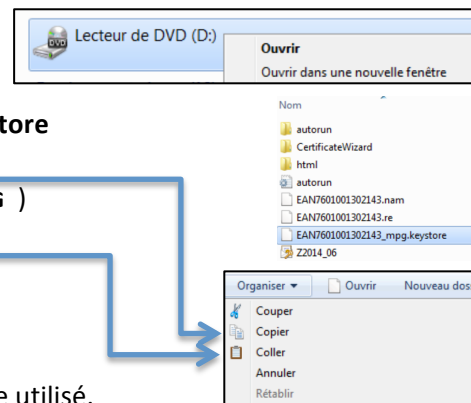 Lecteur de DVD (D:)
Ouvrir
Ouvrir dans une nouvelle fenêtre
tore
Nom
autorun
CertificateWizard
html
autorun
EAN7601001302143.nam
EAN7601001302143.re
EAN7601001302143_mpg.keystore
Z2014_06
)
Organiser
Ouvrir
Nouveau dos
Couper
Copier
Coller
Annuler
Rétablir
e utilisé.